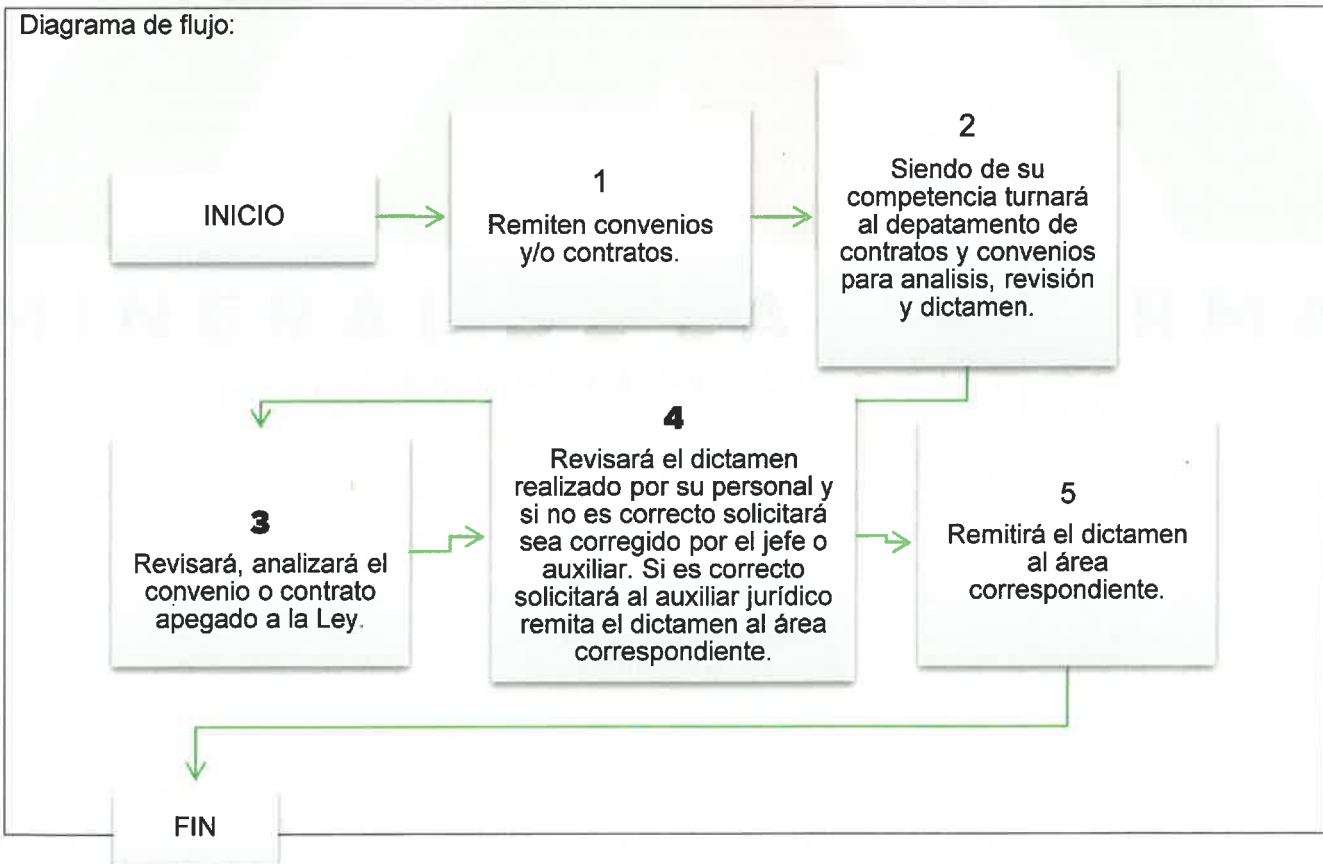 Diagrama de flujo:
INICIO
1
Remiten convenios
y/o contratos.
2
Siendo de su
competencia turnará
al depatamento de
contratos y convenios
para analisis, revisión
y dictamen.
3
Revisará, analizará el
convenio o contrato
apegado a la Ley.
4
Revisará el dictamen
realizado por su personal y
si no es correcto solicitará
sea corregido por el jefe o
auxiliar. Si es correcto
solicitará al auxiliar jurídico
remita el dictamen al área
correspondiente.
5
Remitirá el dictamen
al área
correspondiente.
FIN